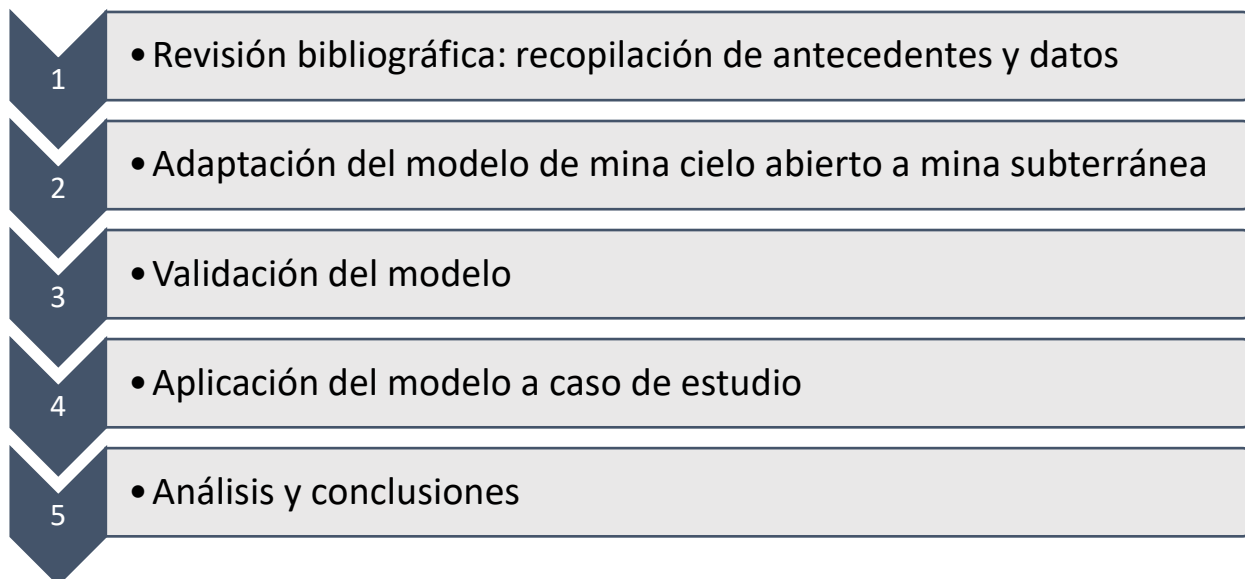 1
•Revisión bibliográfica: recopilación de antecedentes y datos
2
•Adaptación del modelo de mina cielo abierto a mina subterránea
3
•Validación del modelo
4
•Aplicación del modelo a caso de estudio
5
•Análisis y conclusiones